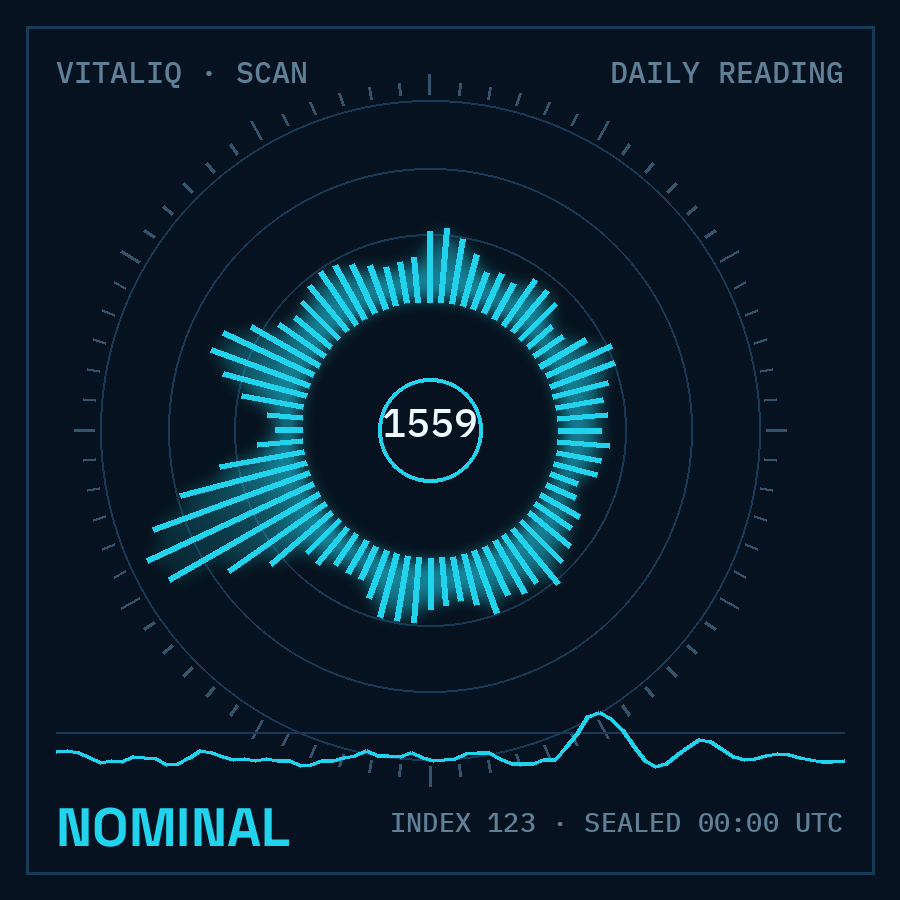 VITALIQ · SCAN
DAILY READING
1559
NOMINAL
INDEX 123 · SEALED 00:00 UTC